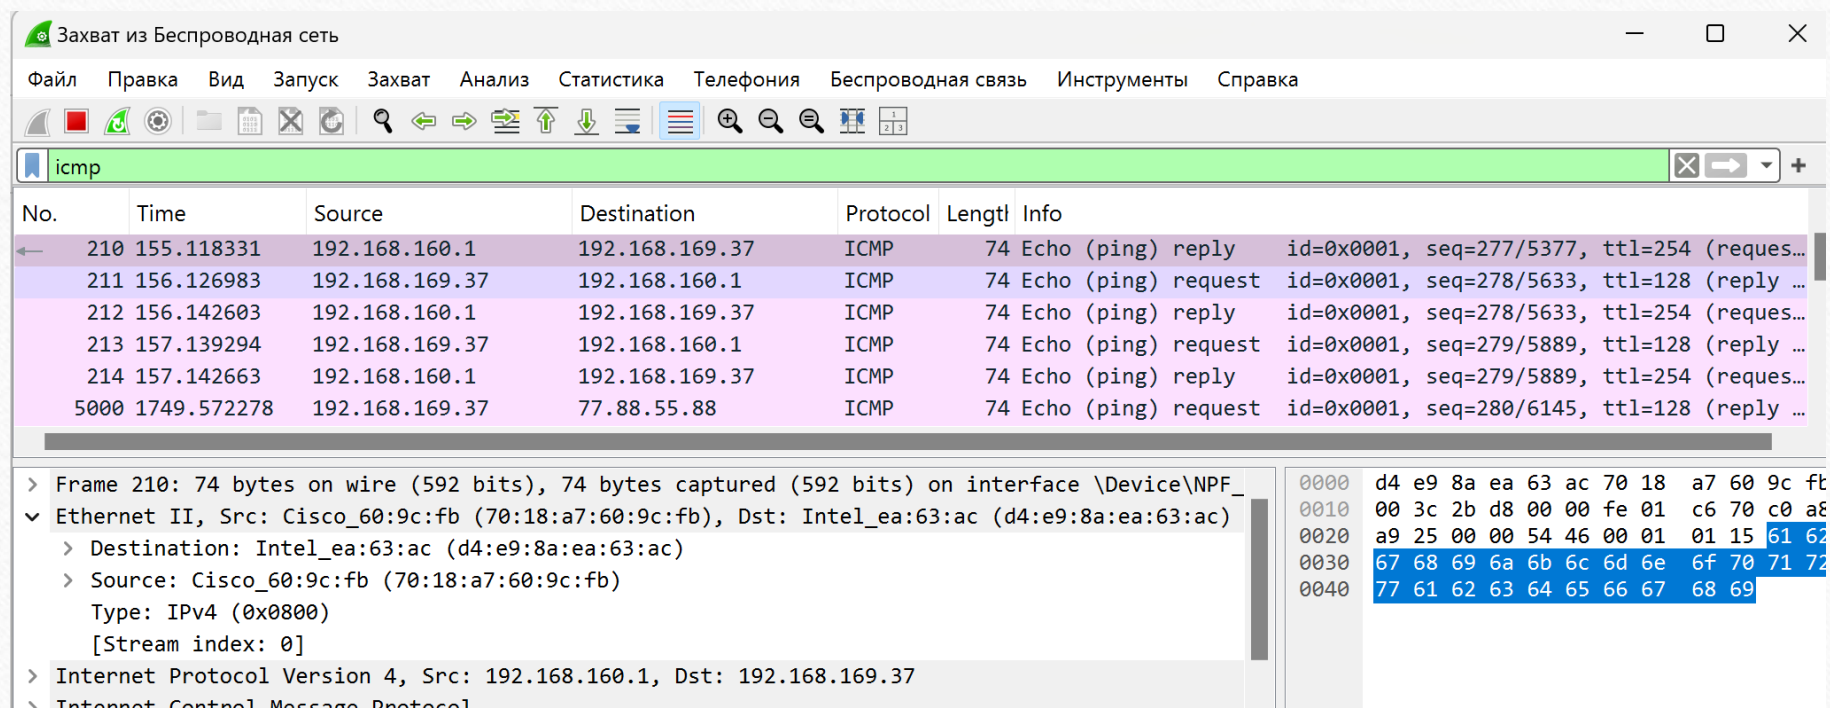 Захват из Беспроводная сеть
Файл Правка Вид Запуск Захват Анализ Статистика Телефония Беспроводная связь Инструменты Справка
icmp
No. Time Source Destination Protocol Length Info
210 155.118331 192.168.160.1 192.168.169.37 ICMP 74 Echo (ping) reply id=0x0001, seq=277/5377, ttl=254 (reques…
211 156.126983 192.168.169.37 192.168.160.1 ICMP 74 Echo (ping) request id=0x0001, seq=278/5633, ttl=128 (reply …
212 156.142603 192.168.160.1 192.168.169.37 ICMP 74 Echo (ping) reply id=0x0001, seq=278/5633, ttl=254 (reques…
213 157.139294 192.168.169.37 192.168.160.1 ICMP 74 Echo (ping) request id=0x0001, seq=279/5889, ttl=128 (reply …
214 157.142663 192.168.160.1 192.168.169.37 ICMP 74 Echo (ping) reply id=0x0001, seq=279/5889, ttl=254 (reques…
5000 1749.572278 192.168.169.37 77.88.55.88 ICMP 74 Echo (ping) request id=0x0001, seq=280/6145, ttl=128 (reply …
Frame 210: 74 bytes on wire (592 bits), 74 bytes captured (592 bits) on interface \Device\NPF_
Ethernet II, Src: Cisco_60:9c:fb (70:18:a7:60:9c:fb), Dst: Intel_ea:63:ac (d4:e9:8a:ea:63:ac)
Destination: Intel_ea:63:ac (d4:e9:8a:ea:63:ac)
Source: Cisco_60:9c:fb (70:18:a7:60:9c:fb)
Type: IPv4 (0x0800)
[Stream index: 0]
Internet Protocol Version 4, Src: 192.168.160.1, Dst: 192.168.169.37
Internet Control Message Protocol
0000 d4 e9 8a ea 63 ac 70 18 a7 60 9c fb
0010 00 3c 2b d8 00 00 fe 01 c6 70 c0 a8
0020 a9 25 00 00 54 46 00 01 01 15 61 62
0030 67 68 69 6a 6b 6c 6d 6e 6f 70 71 72
0040 77 61 62 63 64 65 66 67 68 69